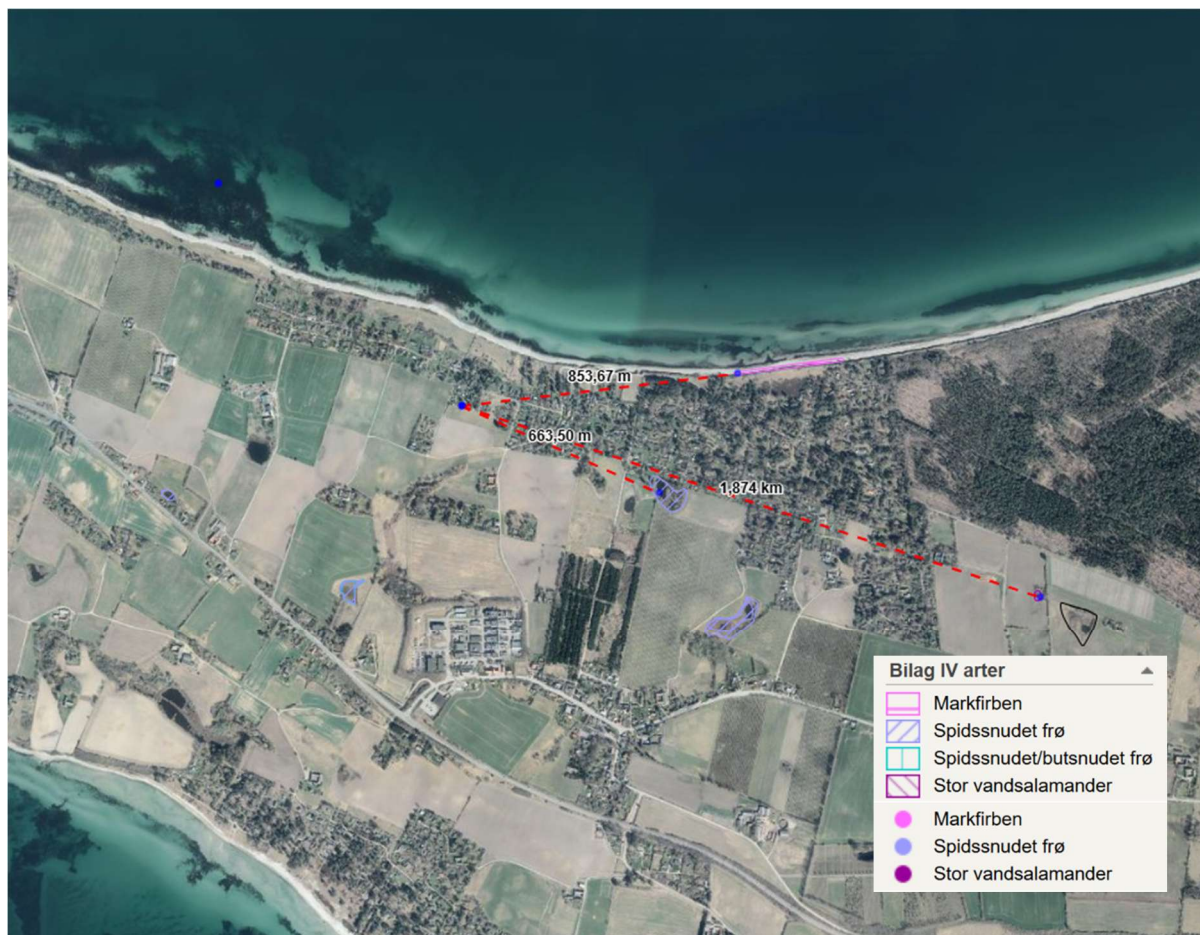 853,67 m
663,50 m
1,874 km
Bilag IV arter
Markfirben
Spidssnudet frø
Spidssnudet/butsnudet frø
Stor vandsalamander
Markfirben
Spidssnudet frø
Stor vandsalamander